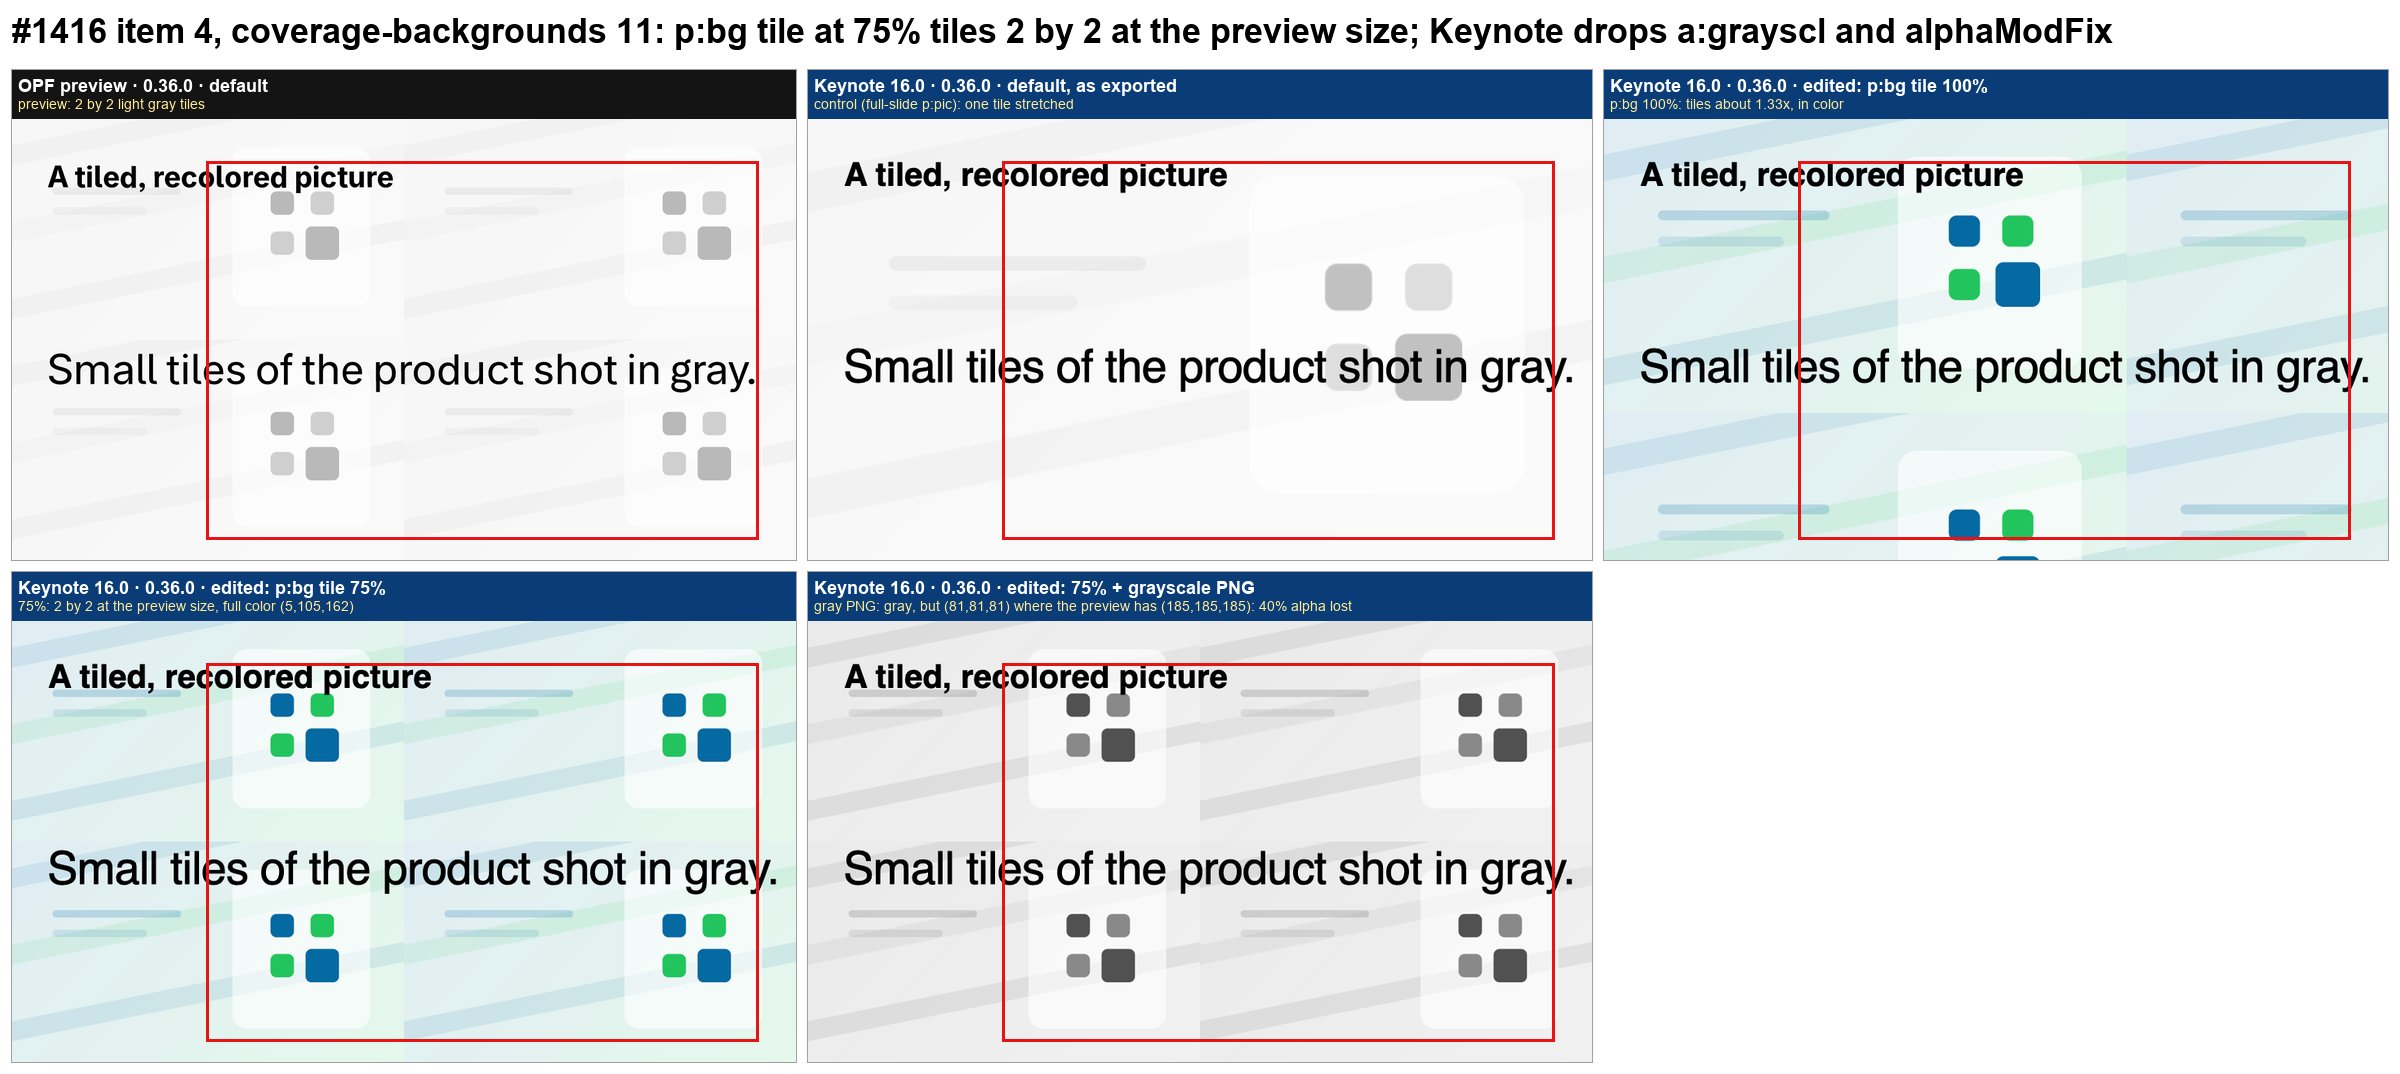 #1416 item 4, coverage-backgrounds 11: p:bg tile at 75% tiles 2 by 2 at the preview size; Keynote drops a:grayscl and alphaModFix
OPF preview · 0.36.0 · default
preview: 2 by 2 light gray tiles
A tiled, recolored picture
Small tiles of the product shot in gray.
Keynote 16.0 · 0.36.0 · default, as exported
control (full-slide p:pic): one tile stretched
A tiled, recolored picture
Small tiles of the product shot in gray.
Keynote 16.0 · 0.36.0 · edited: p:bg tile 100%
p:bg 100%: tiles about 1.33x, in color
A tiled, recolored picture
Small tiles of the product shot in gray.
Keynote 16.0 · 0.36.0 · edited: p:bg tile 75%
75%: 2 by 2 at the preview size, full color (5,105,162)
A tiled, recolored picture
Small tiles of the product shot in gray.
Keynote 16.0 · 0.36.0 · edited: 75% + grayscale PNG
gray PNG: gray, but (81,81,81) where the preview has (185,185,185): 40% alpha lost
A tiled, recolored picture
Small tiles of the product shot in gray.